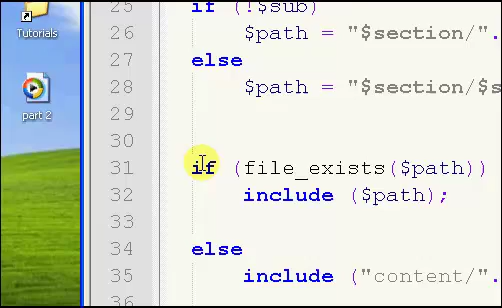 Tutorials
part 2
25 if (!$sub)
26 $path = "$section/".
27 else
28 $path = "$section/$s
29
30
31 if (file_exists($path))
32 include ($path);
33
34 else
35 include ("content/".
36